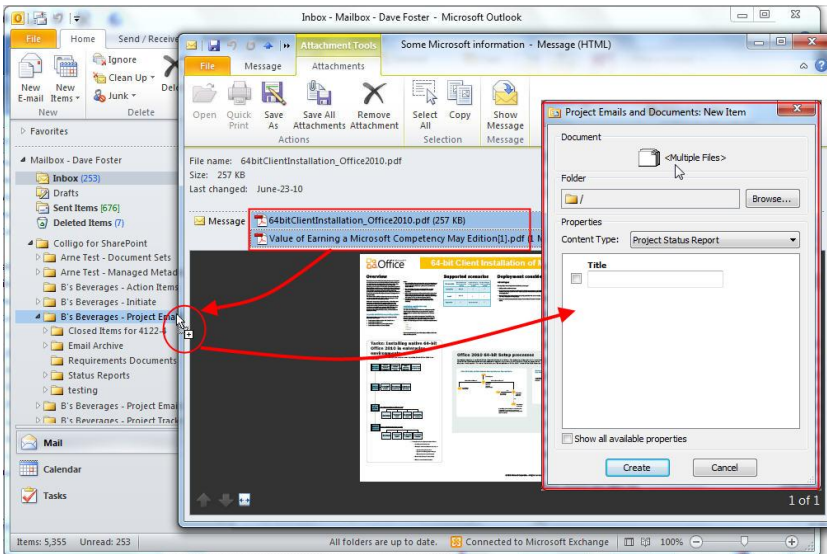 Inbox - Mailbox - Dave Foster - Microsoft Outlook
File Home Send / Receive
New E-mail
New Items
Ignore
Clean Up
Junk
New Delete
Favorites
Mailbox - Dave Foster
Inbox (253)
Drafts
Sent Items [676]
Deleted Items (7)
Colligo for SharePoint
Arne Test - Document Sets
Arne Test - Managed Metad
B's Beverages - Action Items
B's Beverages - Initiate
B's Beverages - Project Emai
Closed Items for 4122-4
Email Archive
Requirements Documents
Status Reports
testing
B's Beverages - Project Emai
B's Beverages - Project Track
Mail
Calendar
Tasks
Items: 5,355 Unread: 253
All folders are up to date. Connected to Microsoft Exchange 100%
Attachment Tools Some Microsoft information - Message (HTML)
File Message Attachments
Open
Quick Print
Save As
Save All Attachments
Remove Attachment
Select All
Copy
Show Message
Actions Selection Message
File name: 64bitClientInstallation_Office2010.pdf
Size: 257 KB
Last changed: June-23-10
Message
64bitClientInstallation_Office2010.pdf (257 KB)
Value of Earning a Microsoft Competency May Edition[1].pdf (1 M
Office 64-bit Client Installation of M
Overview Supported scenarios Deployment consid
Office 2010 64-bit Setup processes
1 of 1
Project Emails and Documents: New Item
Document
<Multiple Files>
Folder
/
Browse...
Properties
Content Type: Project Status Report
Title
Show all available properties
Create Cancel